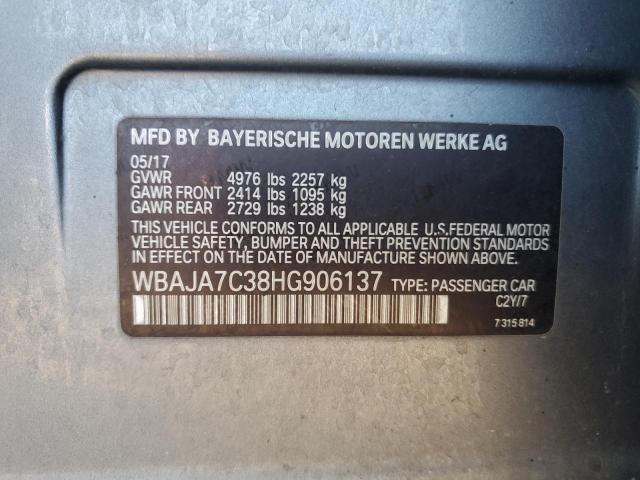 MFD BY BAYERISCHE MOTOREN WERKE AG
05/17
GVWR 4976 lbs 2257 kg
GAWR FRONT 2414 lbs 1095 kg
GAWR REAR 2729 lbs 1238 kg
THIS VEHICLE CONFORMS TO ALL APPLICABLE U.S.FEDERAL MOTOR
VEHICLE SAFETY, BUMPER AND THEFT PREVENTION STANDARDS
IN EFFECT ON THE DATE OF MANUFACTURE SHOWN ABOVE.
WBAJA7C38HG906137 TYPE: PASSENGER CAR
C2Y/7
7 315 814